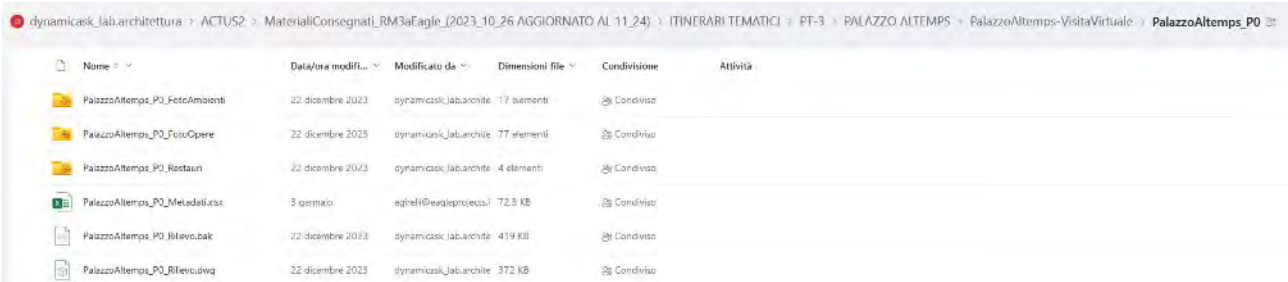 dynamicask_lab.architettura > ACTUS2 > MaterialiConsegnati_RM3aEagle_(2023_10_26 AGGIORNATO AL 11_24) > ITINERARI TEMATICI > PT-3 > PALAZZO ALTEMPS > PalazzoAltemps-VisitaVirtuale > PalazzoAltemps_P0
Nome Data/ora modifi... Modificato da Dimensioni file Condivisione Attività
PalazzoAltemps_P0_FotoAmbienti 22 dicembre 2023 dynamicask_lab.archite 17 elementi Condiviso
PalazzoAltemps_P0_FotoOpere 22 dicembre 2023 dynamicask_lab.archite 77 elementi Condiviso
PalazzoAltemps_P0_Restauri 22 dicembre 2023 dynamicask_lab.archite 4 elementi Condiviso
PalazzoAltemps_P0_Metadati.xlsx 3 gennaio egirelli@eagleprojects.i 72,3 KB Condiviso
PalazzoAltemps_P0_Rilievo.bak 22 dicembre 2023 dynamicask_lab.archite 419 KB Condiviso
PalazzoAltemps_P0_Rilievo.dwg 22 dicembre 2023 dynamicask_lab.archite 372 KB Condiviso